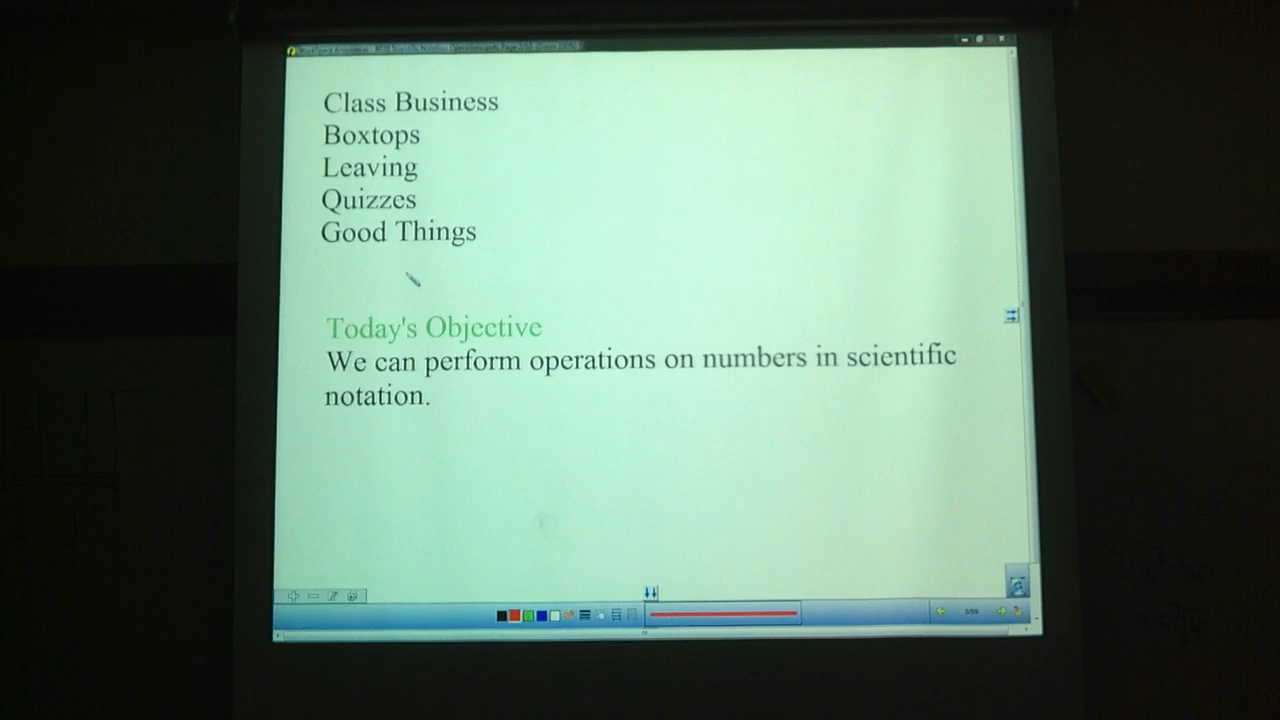 Class Business
Boxtops
Leaving
Quizzes
Good Things
Today's Objective
We can perform operations on numbers in scientific
notation.